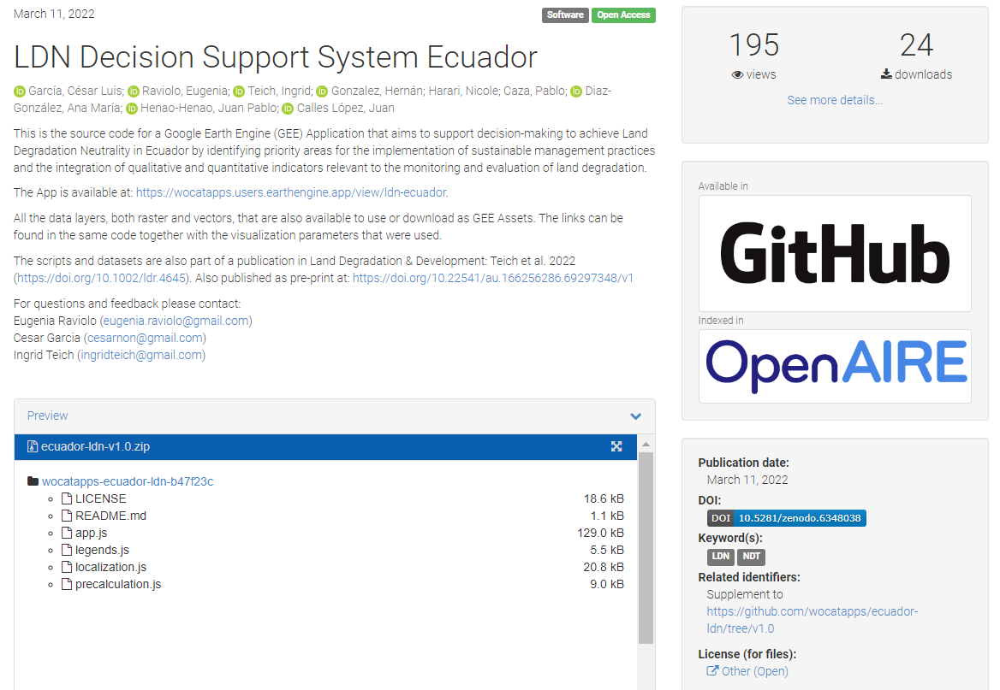 March 11, 2022
Software Open Access
LDN Decision Support System Ecuador
García, César Luis; Raviolo, Eugenia; Teich, Ingrid; Gonzalez, Hernán; Harari, Nicole; Caza, Pablo; Diaz-
González, Ana María; Henao-Henao, Juan Pablo; Calles López, Juan
This is the source code for a Google Earth Engine (GEE) Application that aims to support decision-making to achieve Land
Degradation Neutrality in Ecuador by identifying priority areas for the implementation of sustainable management practices
and the integration of qualitative and quantitative indicators relevant to the monitoring and evaluation of land degradation.
The App is available at: https://wocatapps.users.earthengine.app/view/ldn-ecuador.
All the data layers, both raster and vectors, that are also available to use or download as GEE Assets. The links can be
found in the same code together with the visualization parameters that were used.
The scripts and datasets are also part of a publication in Land Degradation & Development: Teich et al. 2022
(https://doi.org/10.1002/ldr.4645). Also published as pre-print at: https://doi.org/10.22541/au.166256286.69297348/v1
For questions and feedback please contact:
Eugenia Raviolo (eugenia.raviolo@gmail.com)
Cesar Garcia (cesarnon@gmail.com)
Ingrid Teich (ingridteich@gmail.com)
Preview
ecuador-ldn-v1.0.zip
wocatapps-ecuador-ldn-b47f23c
LICENSE 18.6 kB
README.md 1.1 kB
app.js 129.0 kB
legends.js 5.5 kB
localization.js 20.8 kB
precalculation.js 9.0 kB
195 24
views downloads
See more details...
Available in
GitHub
Indexed in
OpenAIRE
Publication date:
March 11, 2022
DOI:
DOI 10.5281/zenodo.6348038
Keyword(s):
LDN NDT
Related identifiers:
Supplement to
https://github.com/wocatapps/ecuador-
ldn/tree/v1.0
License (for files):
Other (Open)